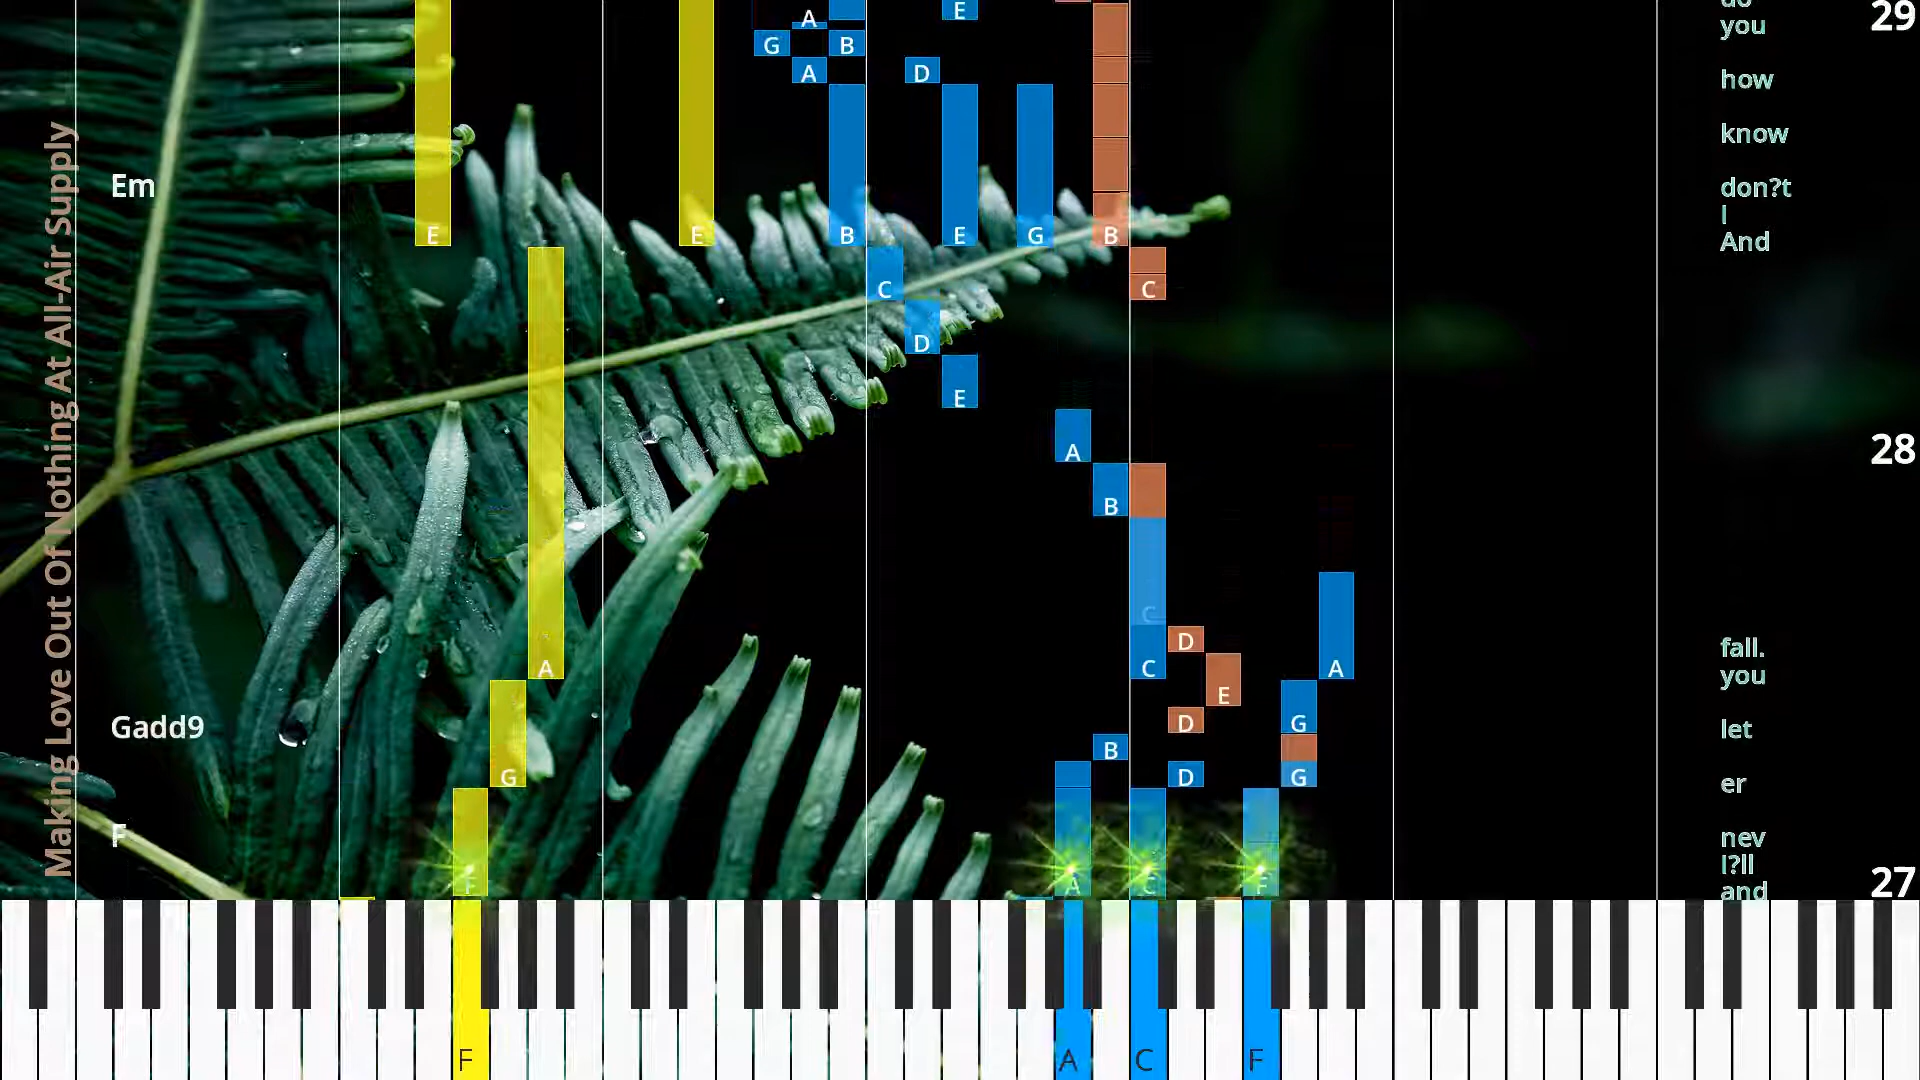 Making Love Out Of Nothing At All-Air Supply
E
29
A
do
you
G B
A D
how
know
Em
don?t
I
E E B E G B
And
C C
D
E
28
A
B
C
fall.
D
A C A
you
E
G D G
Gadd9
let
B
G D G
er
F
nev
I?ll
F A C F
27
and
F A C F